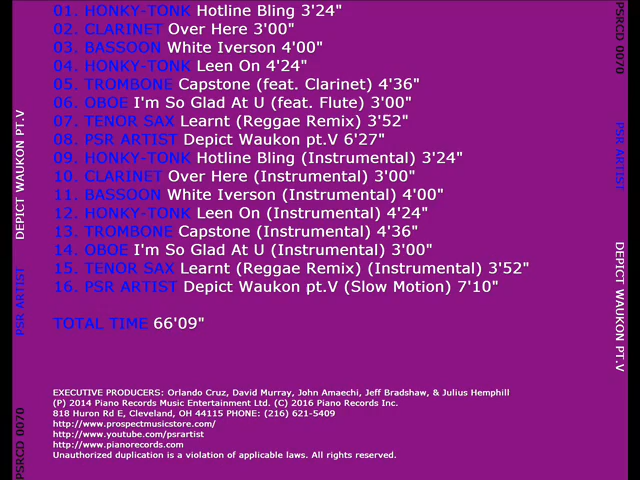 01. HONKY-TONK Hotline Bling 3'24"
02. CLARINET Over Here 3'00"
03. BASSOON White Iverson 4'00"
04. HONKY-TONK Leen On 4'24"
05. TROMBONE Capstone (feat. Clarinet) 4'36"
06. OBOE I'm So Glad At U (feat. Flute) 3'00"
07. TENOR SAX Learnt (Reggae Remix) 3'52"
08. PSR ARTIST Depict Waukon pt.V 6'27"
09. HONKY-TONK Hotline Bling (Instrumental) 3'24"
10. CLARINET Over Here (Instrumental) 3'00"
11. BASSOON White Iverson (Instrumental) 4'00"
12. HONKY-TONK Leen On (Instrumental) 4'24"
13. TROMBONE Capstone (Instrumental) 4'36"
14. OBOE I'm So Glad At U (Instrumental) 3'00"
15. TENOR SAX Learnt (Reggae Remix) (Instrumental) 3'52"
16. PSR ARTIST Depict Waukon pt.V (Slow Motion) 7'10"
TOTAL TIME 66'09"
EXECUTIVE PRODUCERS: Orlando Cruz, David Murray, John Amaechi, Jeff Bradshaw, & Julius Hemphill
(P) 2014 Piano Records Music Entertainment Ltd. (C) 2016 Piano Records Inc.
818 Huron Rd E, Cleveland, OH 44115 PHONE: (216) 621-5409
http://www.prospectmusicstore.com/
http://www.youtube.com/psrartist
http://www.pianorecords.com
Unauthorized duplication is a violation of applicable laws. All rights reserved.
PSRCD 0070 PSR ARTIST DEPICT WAUKON PT.V
PSRCD 0070 PSR ARTIST DEPICT WAUKON PT.V